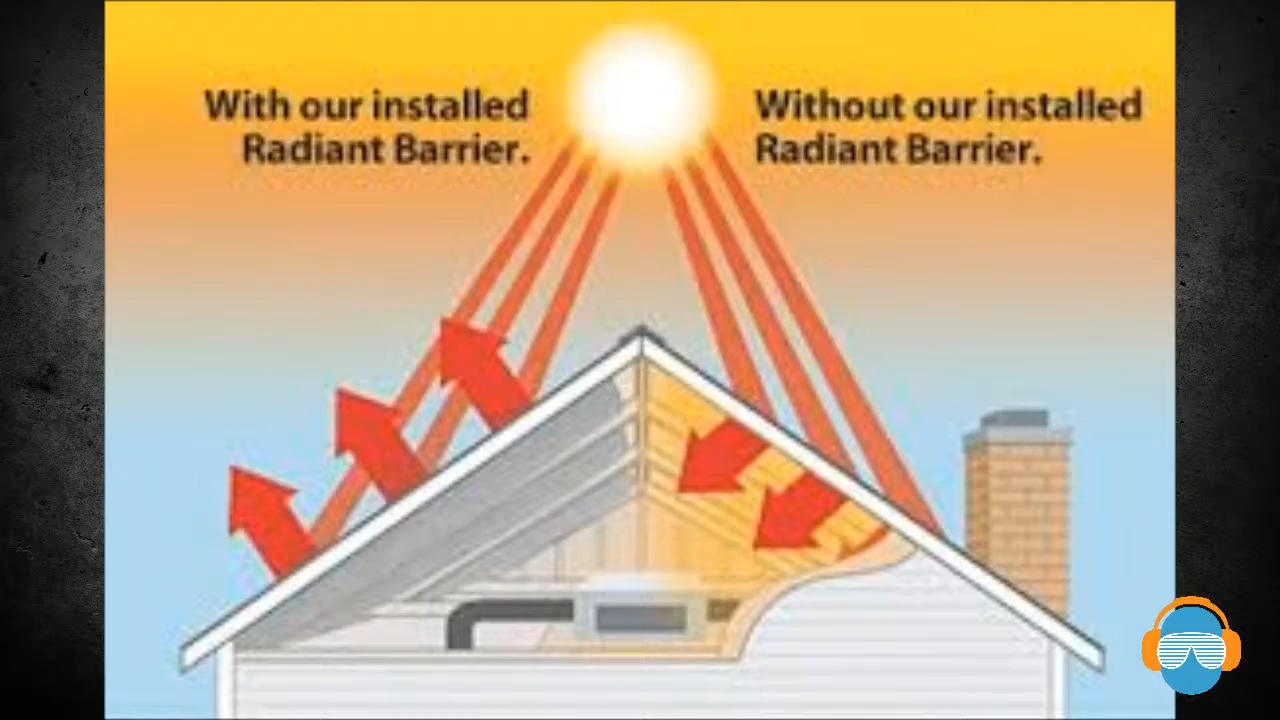 With our installed
Radiant Barrier.
Without our installed
Radiant Barrier.